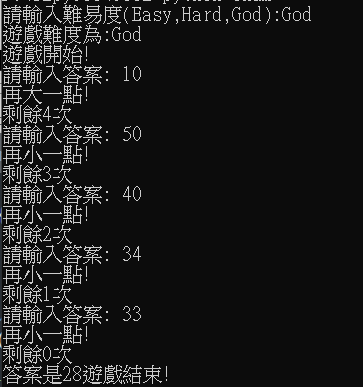 請輸入難易度(Easy,Hard,God):God
遊戲難度為:God
遊戲開始!
請輸入答案: 10
再大一點!
剩餘4次
請輸入答案: 50
再小一點!
剩餘3次
請輸入答案: 40
再小一點!
剩餘2次
請輸入答案: 34
再小一點!
剩餘1次
請輸入答案: 33
再小一點!
剩餘0次
答案是28遊戲結束!